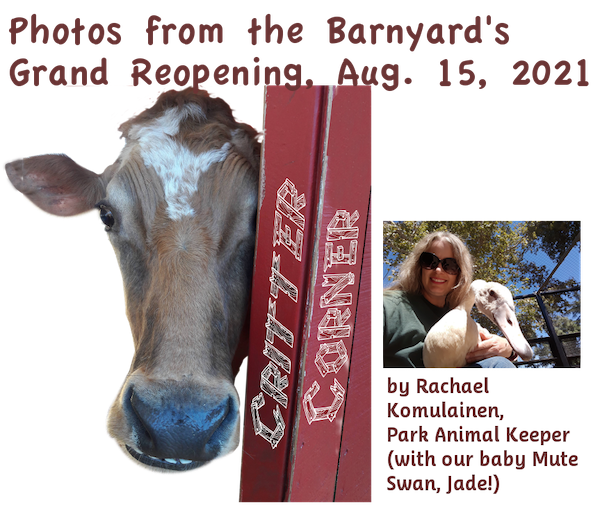 Photos from the Barnyard's
Grand Reopening, Aug. 15, 2021
CRITTER
CORNER
by Rachael
Komulainen,
Park Animal Keeper
(with our baby Mute
Swan, Jade!)